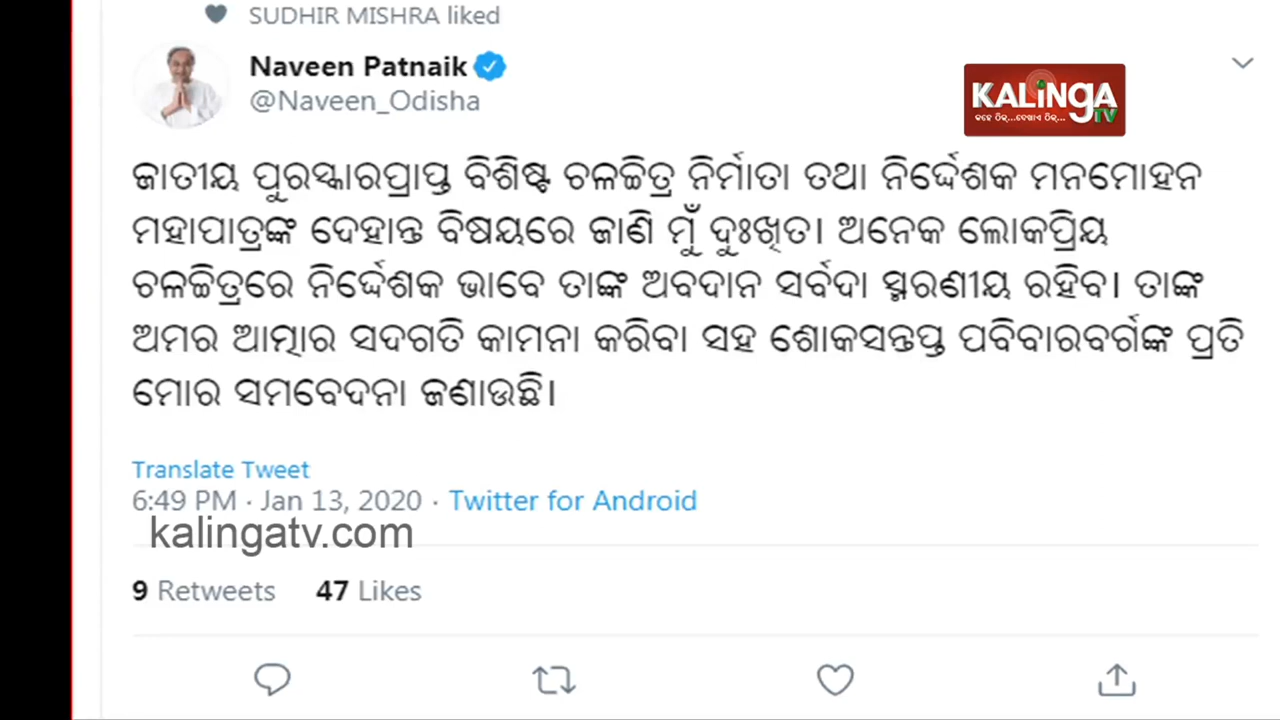 SUDHIR MISHRA liked
Naveen Patnaik
@Naveen_Odisha
KALiNGA TV
କହେ ଠିକ୍...ଦେଖାଏ ଠିକ୍...
ଜାତୀୟ ପୁରସ୍କାରପ୍ରାପ୍ତ ବିଶିଷ୍ଟ ଚଳଚ୍ଚିତ୍ର ନିର୍ମାତା ତଥା ନିର୍ଦ୍ଦେଶକ ମନମୋହନ
ମହାପାତ୍ରଙ୍କ ଦେହାନ୍ତ ବିଷୟରେ ଜାଣି ମୁଁ ଦୁଃଖିତ। ଅନେକ ଲୋକପ୍ରିୟ
ଚଳଚ୍ଚିତ୍ରରେ ନିର୍ଦ୍ଦେଶକ ଭାବେ ତାଙ୍କ ଅବଦାନ ସର୍ବଦା ସ୍ମରଣୀୟ ରହିବ। ତାଙ୍କ
ଅମର ଆତ୍ମାର ସଦଗତି କାମନା କରିବା ସହ ଶୋକସନ୍ତପ୍ତ ପବିବାରବର୍ଗଙ୍କ ପ୍ରତି
ମୋର ସମବେଦନା ଜଣାଉଛି।
Translate Tweet
6:49 PM · Jan 13, 2020 · Twitter for Android
kalingatv.com
9 Retweets 47 Likes